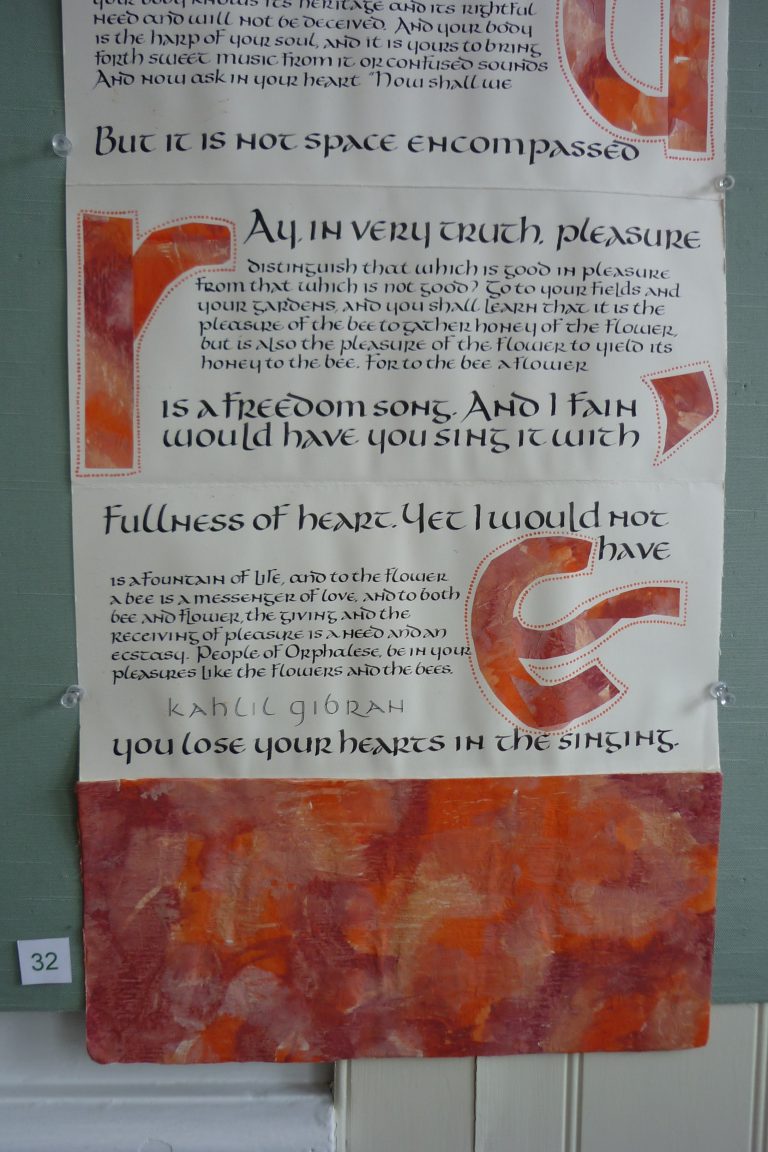 your body knows its heritage and its rightful
need and will not be deceived. And your body
is the harp of your soul, and it is yours to bring
forth sweet music from it or confused sounds
And now ask in your heart "How shall we
But it is not space encompassed
Ay, in very truth, pleasure
distinguish that which is good in pleasure
from that which is not good? Go to your fields and
your gardens, and you shall learn that it is the
pleasure of the bee to gather honey of the flower,
but is also the pleasure of the flower to yield its
honey to the bee. For to the bee a flower
is a freedom song. And I fain
would have you sing it with
fullness of heart. Yet I would not
have
is a fountain of life, and to the flower
a bee is a messenger of love, and to both
bee and flower, the giving and the
receiving of pleasure is a need and an
ecstasy. People of Orphalese, be in your
pleasures like the flowers and the bees.
kahlil gibran
you lose your hearts in the singing.
32